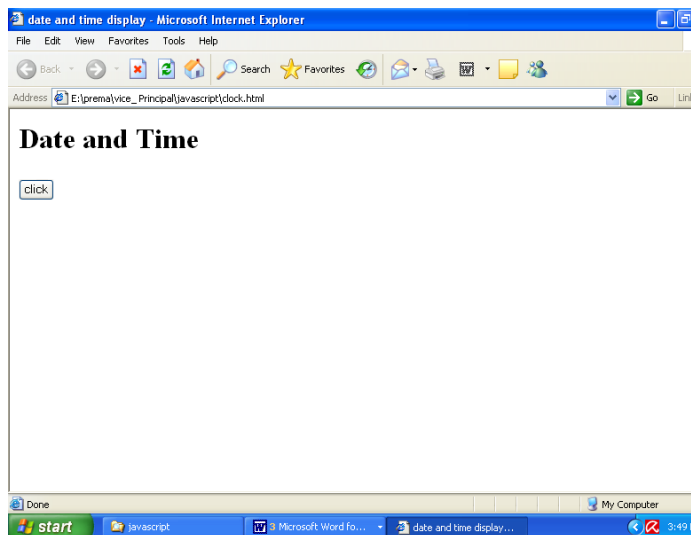 date and time display - Microsoft Internet Explorer
File Edit View Favorites Tools Help
Back Search Favorites
Address E:\prema\vice_ Principal\javascript\clock.html Go
Date and Time
click
Done My Computer
start javascript 3 Microsoft Word fo... date and time display... 3:49